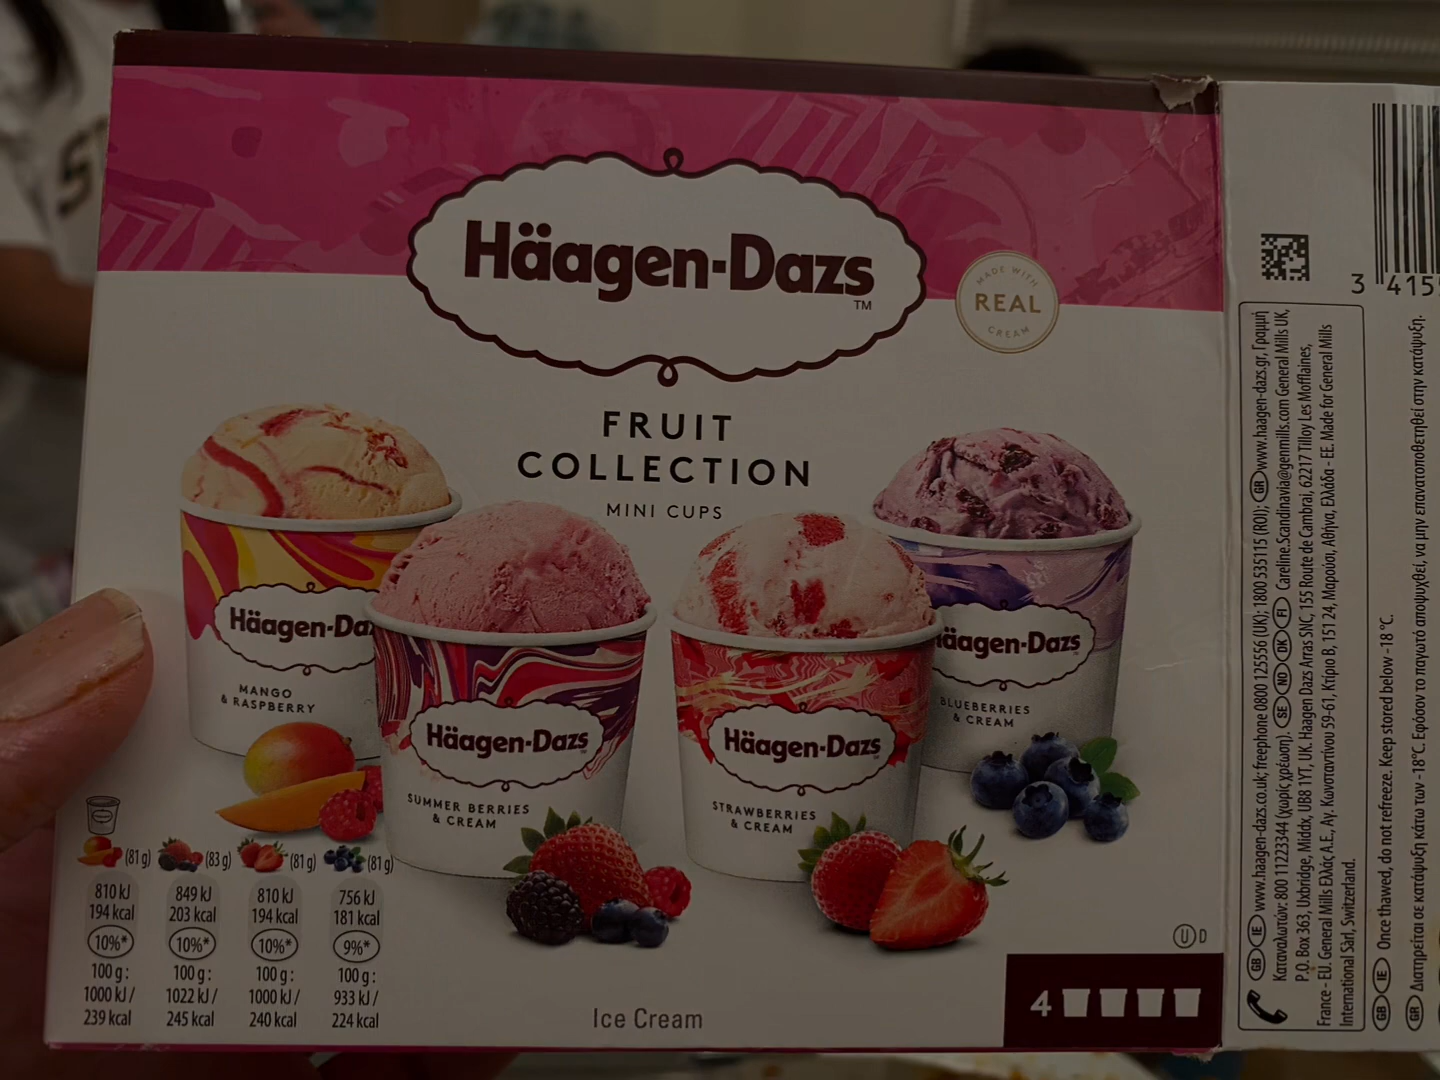 Häagen-Dazs
TM
MADE WITH
REAL
CREAM
FRUIT
COLLECTION
MINI CUPS
Häagen-Da
MANGO
& RASPBERRY
Häagen-Dazs
SUMMER BERRIES
& CREAM
Häagen-Dazs
STRAWBERRIES
& CREAM
äagen-Dazs
BLUEBERRIES
& CREAM
(81 g) (83 g) (81 g) (81 g)
810 kJ 849 kJ 810 kJ 756 kJ
194 kcal 203 kcal 194 kcal 181 kcal
10%* 10%* 10%* 9%*
100 g : 100 g : 100 g : 100 g :
1000 kJ / 1022 kJ / 1000 kJ / 933 kJ /
239 kcal 245 kcal 240 kcal 224 kcal
Ice Cream
U D
4
3 415
GB IE www.haagen-dazs.co.uk; freephone 0800 125556 (UK); 1800 535115 (ROI); GR www.haagen-dazs.gr, Γραμμή
Καταναλωτών: 800 11223344 (χωρίς χρέωση). SE NO DK FI Careline.Scandinavia@genmills.com General Mills UK,
P.O. Box 363, Uxbridge, Middx, UB8 1YT, UK. Haagen Dazs Arras SNC, 155 Route de Cambrai, 62217 Tilloy Les Mofflaines,
France - EU. General Mills Ελλάς Α.Ε., Αγ. Κωνσταντίνου 59-61, Κτίριο Β, 151 24, Μαρούσι, Αθήνα, Ελλάδα - ΕΕ. Made for General Mills
International Sàrl, Switzerland.
GB IE Once thawed, do not refreeze. Keep stored below -18 °C.
GR Διατηρείται σε κατάψυξη κάτω των -18°C. Εφόσον το παγωτό αποψυχθεί, να μην επανατοποθετηθεί στην κατάψυξη.